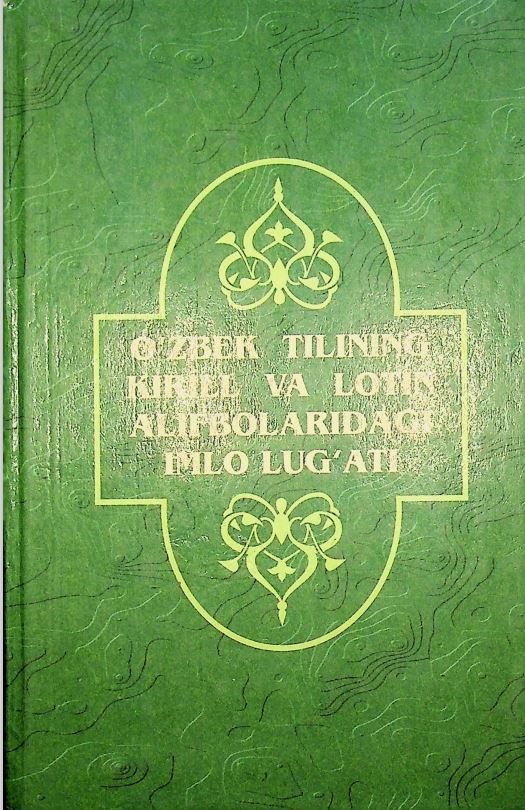 O'ZBEK TILINING
KIRILL VA LOTIN
ALIFBOLARIDAGI
IMLO LUG'ATI